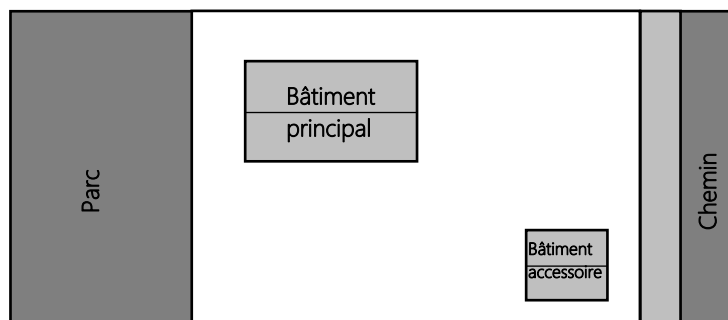 Parc
Bâtiment
principal
Bâtiment
accessoire
Chemin